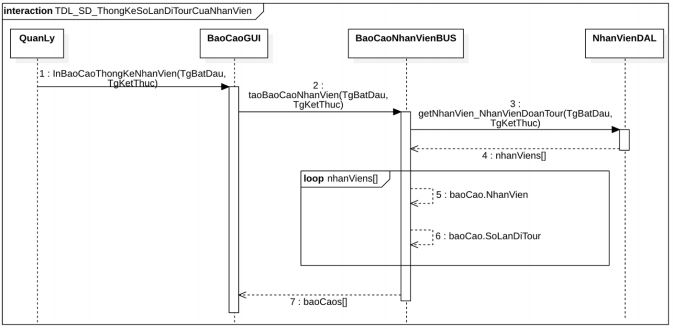 interaction TDL_SD_ThongKeSoLanDiTourCuaNhanVien
QuanLy
BaoCaoGUI
BaoCaoNhanVienBUS
NhanVienDAL
1 : InBaoCaoThongKeNhanVien(TgBatDau,
TgKetThuc)
2 :
taoBaoCaoNhanVien(TgBatDau,
TgKetThuc)
3 :
getNhanVien_NhanVienDoanTour(TgBatDau,
TgKetThuc)
4 : nhanViens[]
loop nhanViens[]
5 : baoCao.NhanVien
6 : baoCao.SoLanDiTour
7 : baoCaos[]